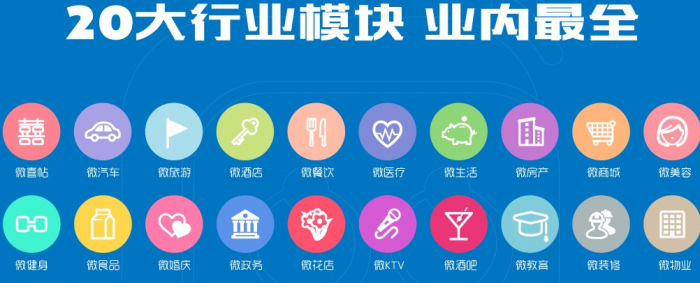 20大行业模块 业内最全
囍
微喜帖 微汽车 微旅游 微酒店 微餐饮 微医疗 微生活 微房产 微商城 微美容
微健身 微食品 微婚庆 微政务 微花店 微KTV 微酒吧 微教育 微装修 微物业